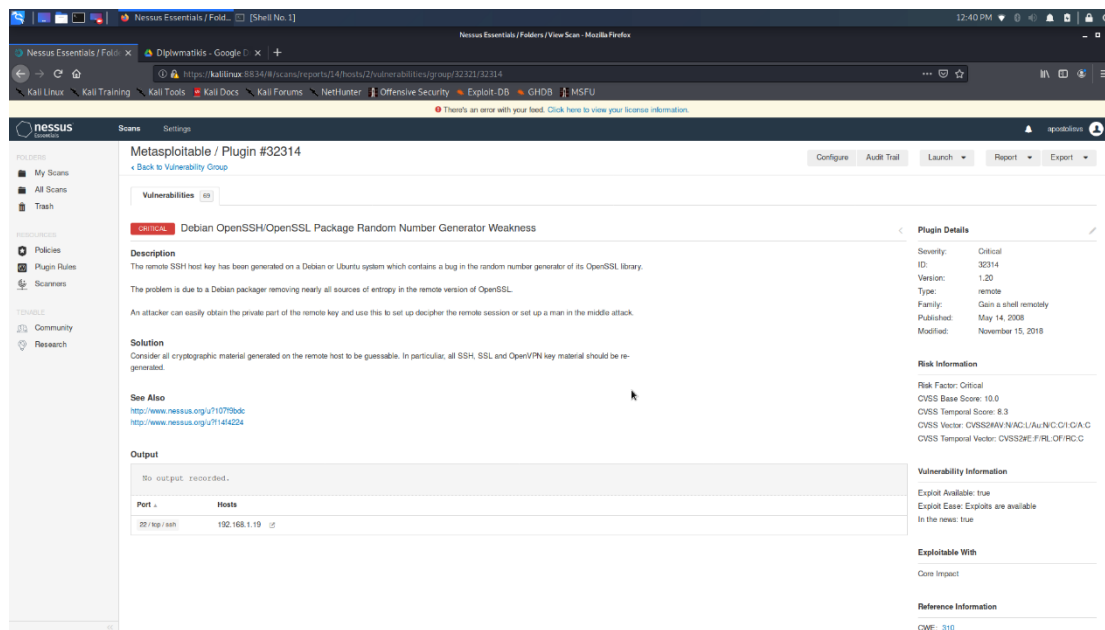 Nessus Essentials / Fold... [Shell No. 1]
12:40 PM
Nessus Essentials / Folders / View Scan - Mozilla Firefox
Nessus Essentials / Fold
Diplwmatikis - Google D
https://kalilinux:8834/#/scans/reports/14/hosts/2/vulnerabilities/group/32321/32314
Kali Linux Kali Training Kali Tools Kali Docs Kali Forums NetHunter Offensive Security Exploit-DB GHDB MSFU
There's an error with your feed. Click here to view your license information.
nessus
Essentials
Scans Settings
apostolisvs
FOLDERS
My Scans
All Scans
Trash
RESOURCES
Policies
Plugin Rules
Scanners
TENABLE
Community
Research
Metasploitable / Plugin #32314
Back to Vulnerability Group
Configure Audit Trail Launch Report Export
Vulnerabilities 69
CRITICAL Debian OpenSSH/OpenSSL Package Random Number Generator Weakness
Description
The remote SSH host key has been generated on a Debian or Ubuntu system which contains a bug in the random number generator of its OpenSSL library.
The problem is due to a Debian packager removing nearly all sources of entropy in the remote version of OpenSSL.
An attacker can easily obtain the private part of the remote key and use this to set up decipher the remote session or set up a man in the middle attack.
Solution
Consider all cryptographic material generated on the remote host to be guessable. In particuliar, all SSH, SSL and OpenVPN key material should be re-
generated.
See Also
http://www.nessus.org/u?107f9bdc
http://www.nessus.org/u?f14f4224
Output
No output recorded.
Port Hosts
22 / tcp / ssh 192.168.1.19
Plugin Details
Severity: Critical
ID: 32314
Version: 1.20
Type: remote
Family: Gain a shell remotely
Published: May 14, 2008
Modified: November 15, 2018
Risk Information
Risk Factor: Critical
CVSS Base Score: 10.0
CVSS Temporal Score: 8.3
CVSS Vector: CVSS2#AV:N/AC:L/Au:N/C:C/I:C/A:C
CVSS Temporal Vector: CVSS2#E:F/RL:OF/RC:C
Vulnerability Information
Exploit Available: true
Exploit Ease: Exploits are available
In the news: true
Exploitable With
Core Impact
Reference Information
CWE: 310